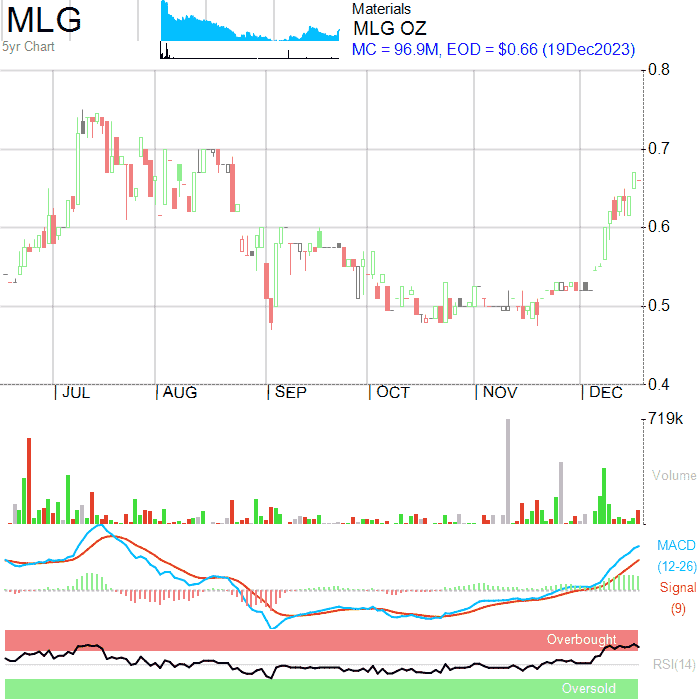 MLG
5yr Chart
Materials
MLG OZ
MC = 96.9M, EOD = $0.66 (19Dec2023)
0.8
0.7
0.6
0.5
0.4
JUL AUG SEP OCT NOV DEC
719k
Volume
MACD
(12-26)
Signal
(9)
Overbought
RSI(14)
Oversold